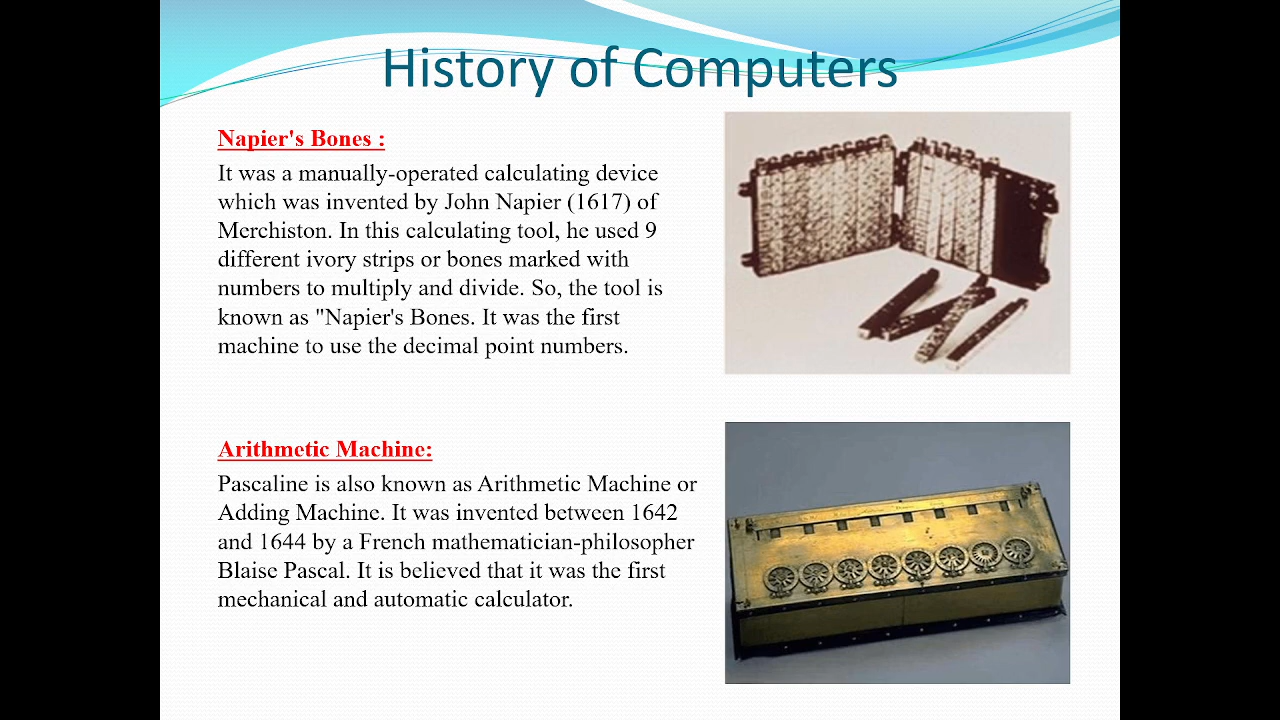 History of Computers
Napier's Bones :
It was a manually-operated calculating device
which was invented by John Napier (1617) of
Merchiston. In this calculating tool, he used 9
different ivory strips or bones marked with
numbers to multiply and divide. So, the tool is
known as "Napier's Bones. It was the first
machine to use the decimal point numbers.
Arithmetic Machine:
Pascaline is also known as Arithmetic Machine or
Adding Machine. It was invented between 1642
and 1644 by a French mathematician-philosopher
Blaise Pascal. It is believed that it was the first
mechanical and automatic calculator.